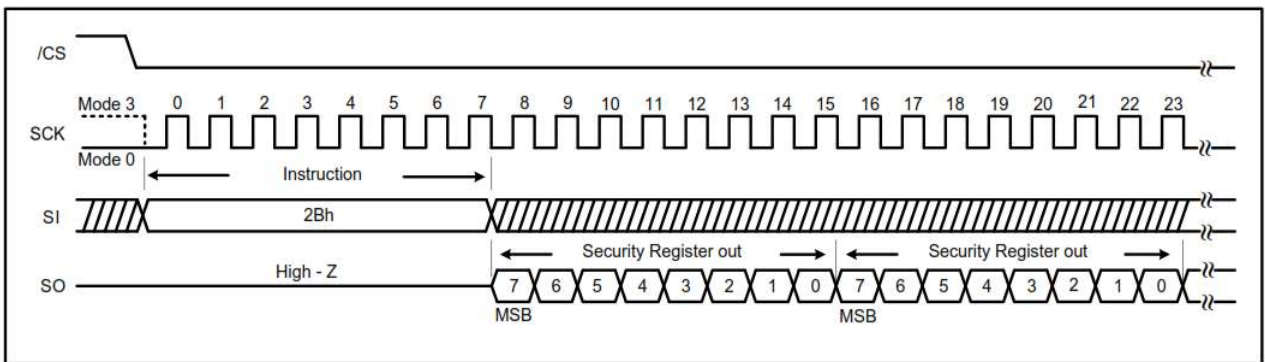 /CS
Mode 3 0 1 2 3 4 5 6 7 8 9 10 11 12 13 14 15 16 17 18 19 20 21 22 23
SCK
Mode 0
Instruction
SI 2Bh
Security Register out Security Register out
High - Z
SO 7 6 5 4 3 2 1 0 7 6 5 4 3 2 1 0
MSB MSB